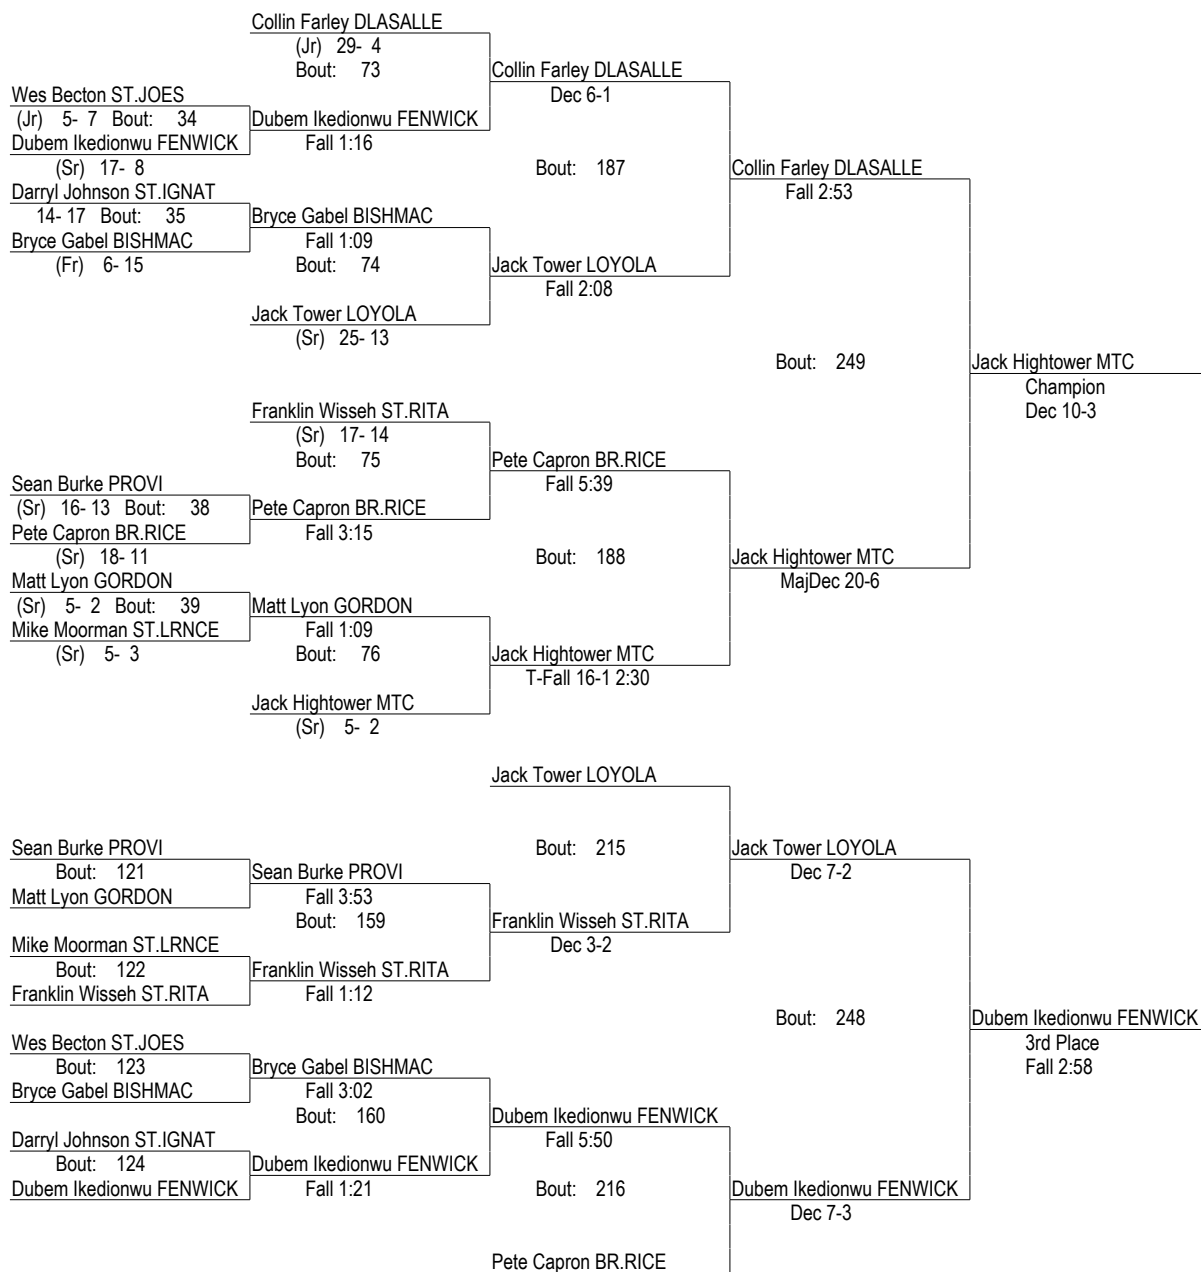 Collin Farley DLASALLE
(Jr) 29- 4
Bout: 73
Collin Farley DLASALLE
Dec 6-1
Wes Becton ST.JOES
(Jr) 5- 7 Bout: 34
Dubem Ikedionwu FENWICK
Dubem Ikedionwu FENWICK
Fall 1:16
(Sr) 17- 8
Bout: 187
Collin Farley DLASALLE
Fall 2:53
Darryl Johnson ST.IGNAT
14- 17 Bout: 35
Bryce Gabel BISHMAC
Bryce Gabel BISHMAC
Fall 1:09
(Fr) 6- 15
Bout: 74
Jack Tower LOYOLA
Fall 2:08
Jack Tower LOYOLA
(Sr) 25- 13
Bout: 249
Jack Hightower MTC
Champion
Dec 10-3
Franklin Wisseh ST.RITA
(Sr) 17- 14
Bout: 75
Pete Capron BR.RICE
Fall 5:39
Sean Burke PROVI
(Sr) 16- 13 Bout: 38
Pete Capron BR.RICE
Pete Capron BR.RICE
Fall 3:15
(Sr) 18- 11
Bout: 188
Jack Hightower MTC
MajDec 20-6
Matt Lyon GORDON
(Sr) 5- 2 Bout: 39
Matt Lyon GORDON
Mike Moorman ST.LRNCE
Fall 1:09
(Sr) 5- 3
Bout: 76
Jack Hightower MTC
T-Fall 16-1 2:30
Jack Hightower MTC
(Sr) 5- 2
Jack Tower LOYOLA
Sean Burke PROVI
Bout: 121
Matt Lyon GORDON
Sean Burke PROVI
Fall 3:53
Bout: 159
Bout: 215
Jack Tower LOYOLA
Dec 7-2
Franklin Wisseh ST.RITA
Dec 3-2
Mike Moorman ST.LRNCE
Bout: 122
Franklin Wisseh ST.RITA
Franklin Wisseh ST.RITA
Fall 1:12
Bout: 248
Dubem Ikedionwu FENWICK
3rd Place
Fall 2:58
Wes Becton ST.JOES
Bout: 123
Bryce Gabel BISHMAC
Bryce Gabel BISHMAC
Fall 3:02
Bout: 160
Dubem Ikedionwu FENWICK
Fall 5:50
Darryl Johnson ST.IGNAT
Bout: 124
Dubem Ikedionwu FENWICK
Dubem Ikedionwu FENWICK
Fall 1:21
Bout: 216
Dubem Ikedionwu FENWICK
Dec 7-3
Pete Capron BR.RICE